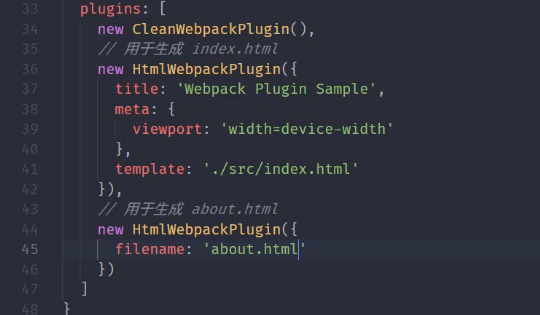 33 plugins: [
34 new CleanWebpackPlugin(),
35 // 用于生成 index.html
36 new HtmlWebpackPlugin({
37 title: 'Webpack Plugin Sample',
38 meta: {
39 viewport: 'width=device-width'
40 },
41 template: './src/index.html'
42 }),
43 // 用于生成 about.html
44 new HtmlWebpackPlugin({
45 filename: 'about.html'
46 })
47 ]
48 }